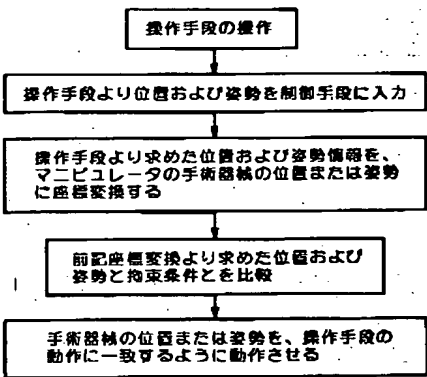 操作手段の操作
操作手段より位置および姿勢を制御手段に入力
操作手段より求めた位置および姿勢情報を、
マニピュレータの手術器械の位置または姿勢
に座標変換する
前記座標変換より求めた位置および
姿勢と拘束条件とを比較
手術器械の位置または姿勢を、操作手段の
動作に一致するように動作させる